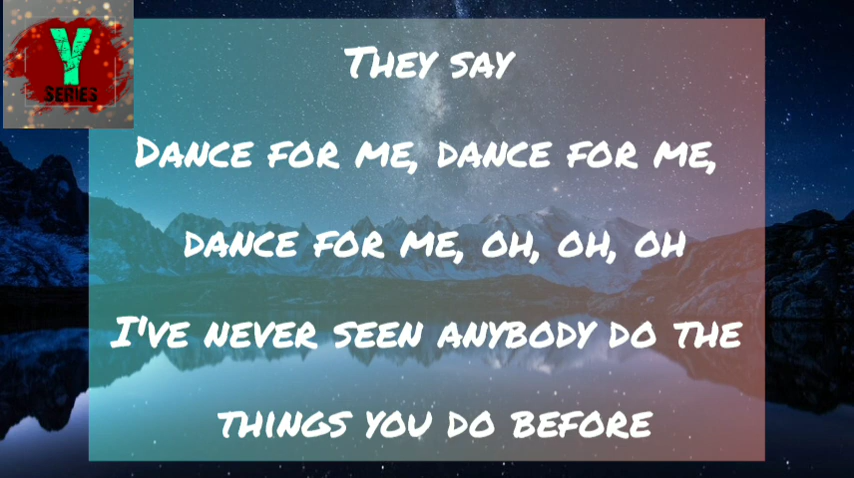 Y
SERIES
They say
Dance for me, dance for me,
dance for me, oh, oh, oh
I've never seen anybody do the
things you do before